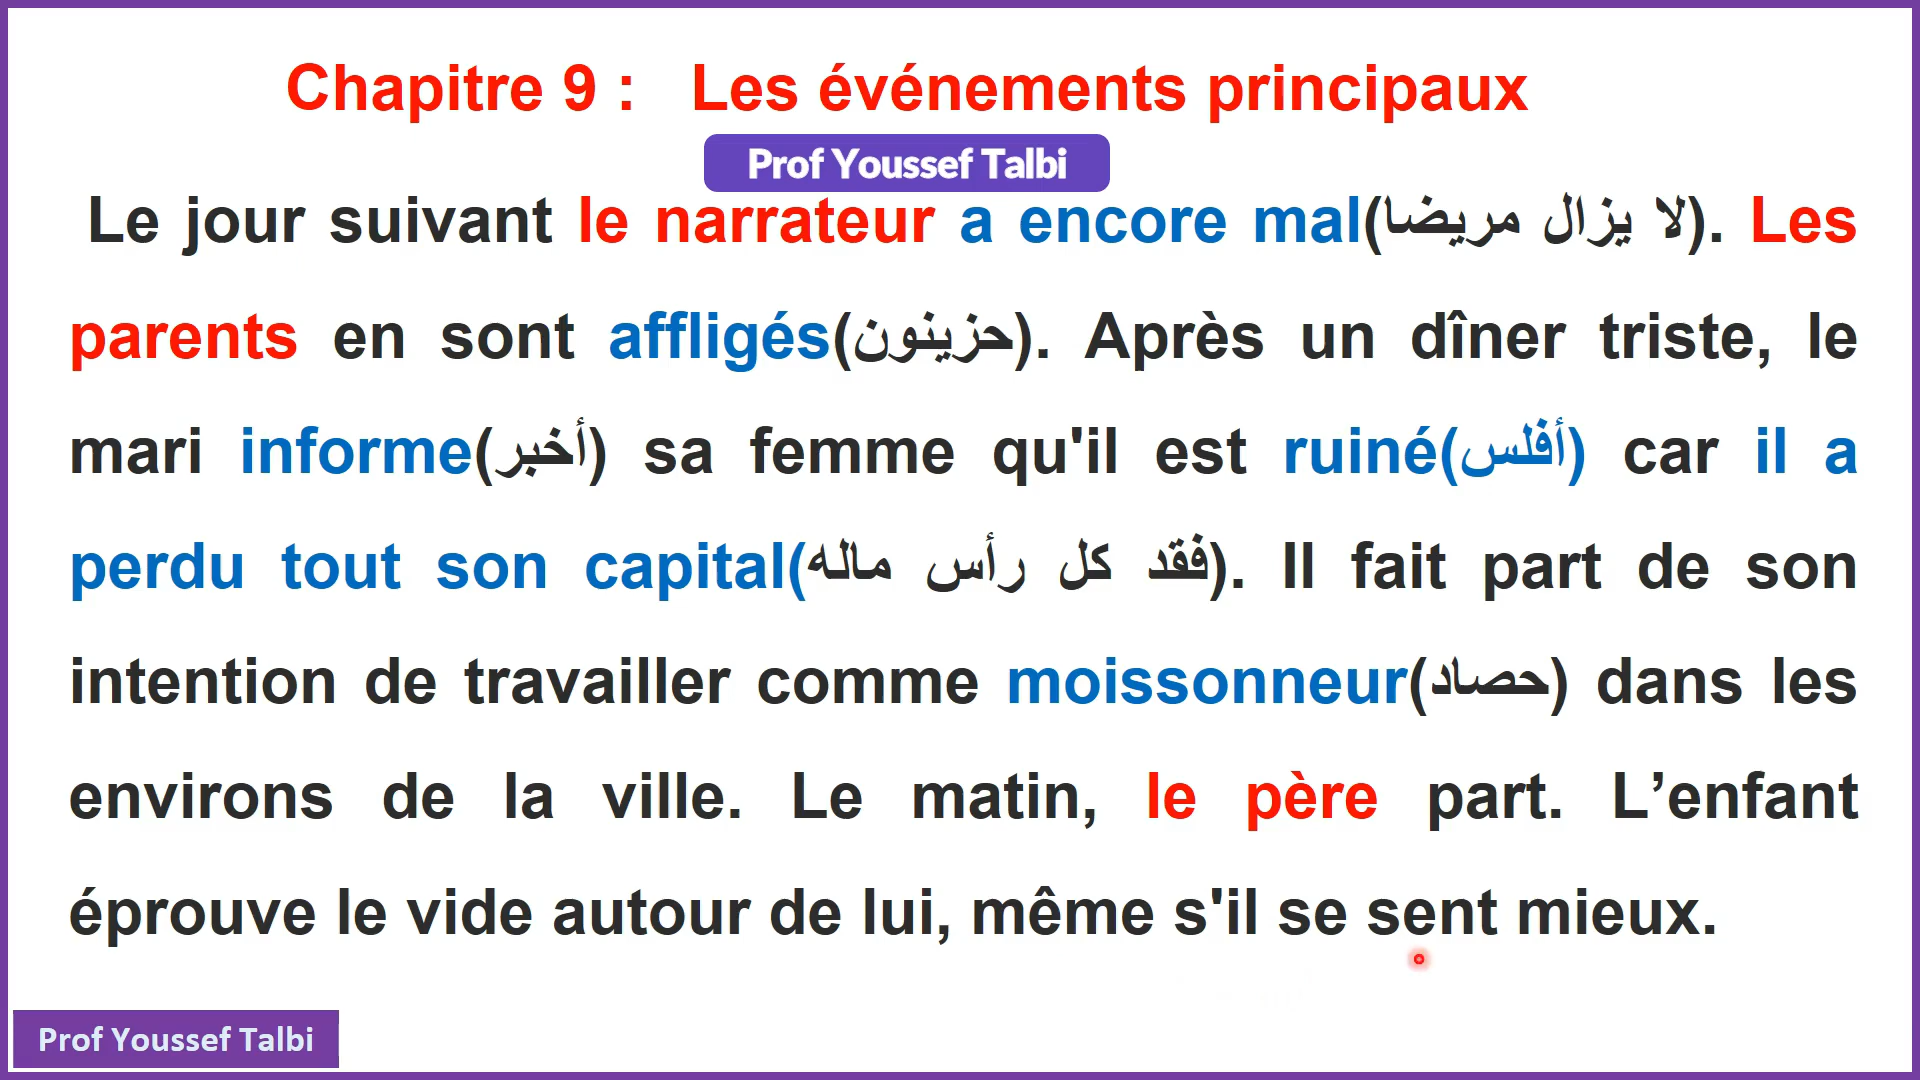 Chapitre 9 : Les événements principaux
Prof Youssef Talbi
Le jour suivant le narrateur a encore mal(لا يزال مريضا). Les
parents en sont affligés(حزينون). Après un dîner triste, le
mari informe(أخبر) sa femme qu'il est ruiné(أفلس) car il a
perdu tout son capital(فقد كل رأس ماله). Il fait part de son
intention de travailler comme moissonneur(حصاد) dans les
environs de la ville. Le matin, le père part. L’enfant
éprouve le vide autour de lui, même s'il se sent mieux.
Prof Youssef Talbi